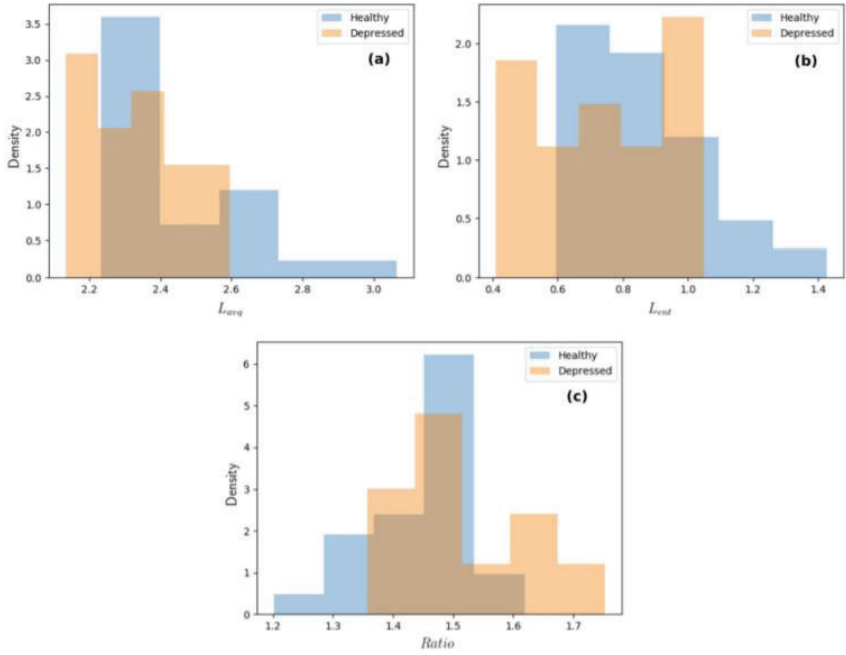 Healthy
Depressed
(a)
3.5
3.0
2.5
2.0
1.5
1.0
0.5
0.0
Density
2.2 2.4 2.6 2.8 3.0
L_avg
Healthy
Depressed
(b)
2.0
1.5
1.0
0.5
0.0
Density
0.4 0.6 0.8 1.0 1.2 1.4
L_ent
Healthy
Depressed
(c)
6
5
4
3
2
1
0
Density
1.2 1.3 1.4 1.5 1.6 1.7
Ratio